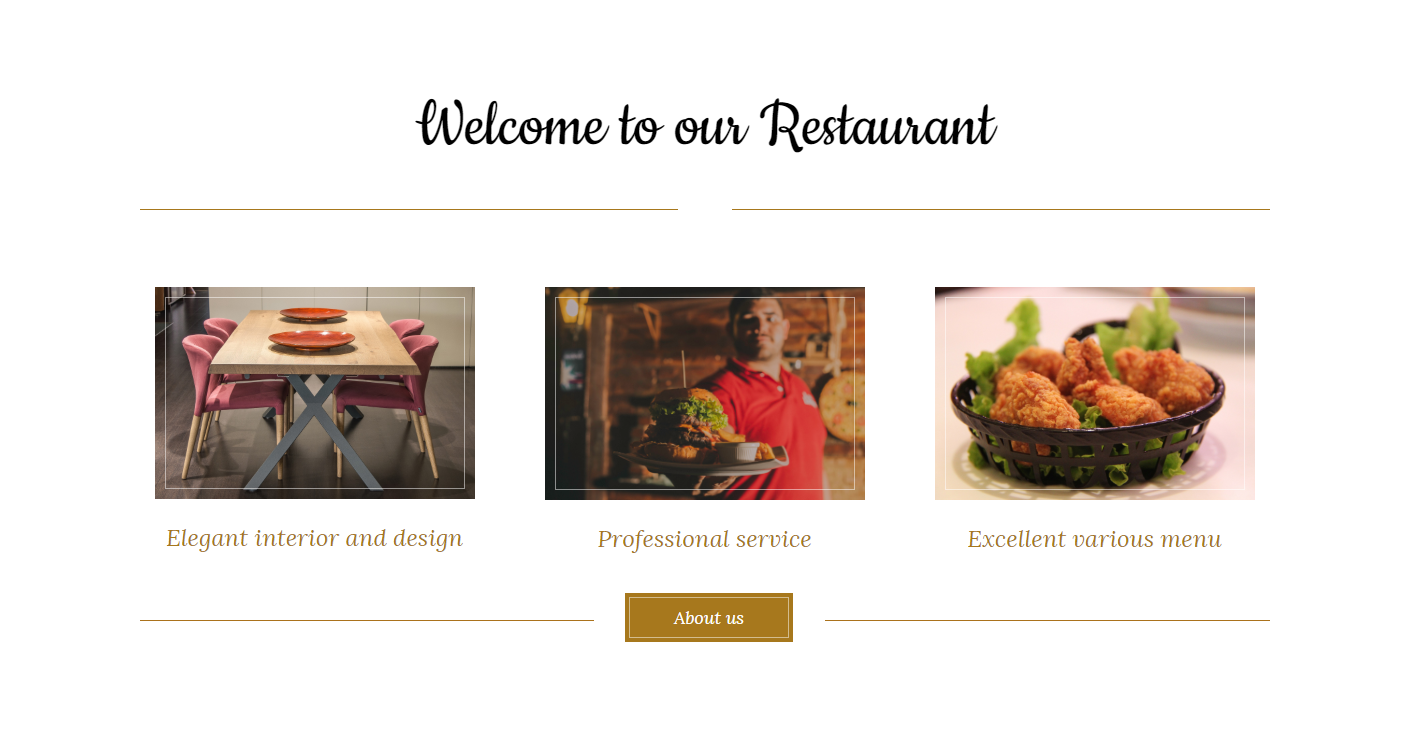 Welcome to our Restaurant
Elegant interior and design
Professional service
Excellent various menu
About us